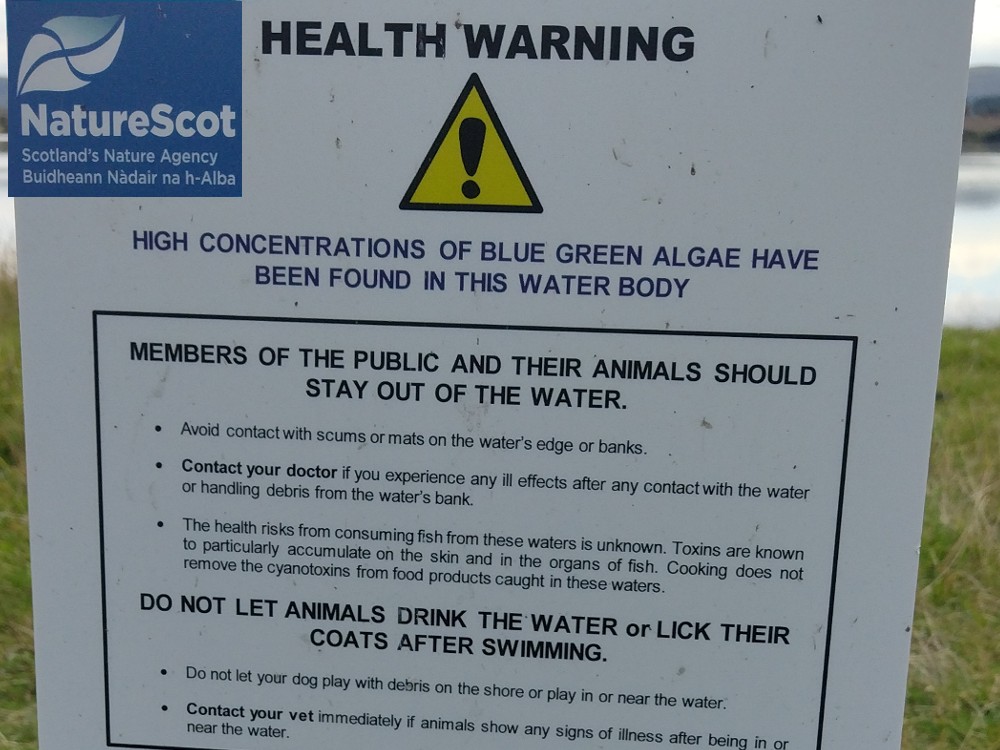 NatureScot
Scotland's Nature Agency
Buidheann Nàdair na h-Alba
HEALTH WARNING
HIGH CONCENTRATIONS OF BLUE GREEN ALGAE HAVE
BEEN FOUND IN THIS WATER BODY
MEMBERS OF THE PUBLIC AND THEIR ANIMALS SHOULD
STAY OUT OF THE WATER.
• Avoid contact with scums or mats on the water's edge or banks.
• Contact your doctor if you experience any ill effects after any contact with the water
or handling debris from the water's bank.
• The health risks from consuming fish from these waters is unknown. Toxins are known
to particularly accumulate on the skin and in the organs of fish. Cooking does not
remove the cyanotoxins from food products caught in these waters.
DO NOT LET ANIMALS DRINK THE WATER or LICK THEIR
COATS AFTER SWIMMING.
• Do not let your dog play with debris on the shore or play in or near the water.
• Contact your vet immediately if animals show any signs of illness after being in or
near the water.